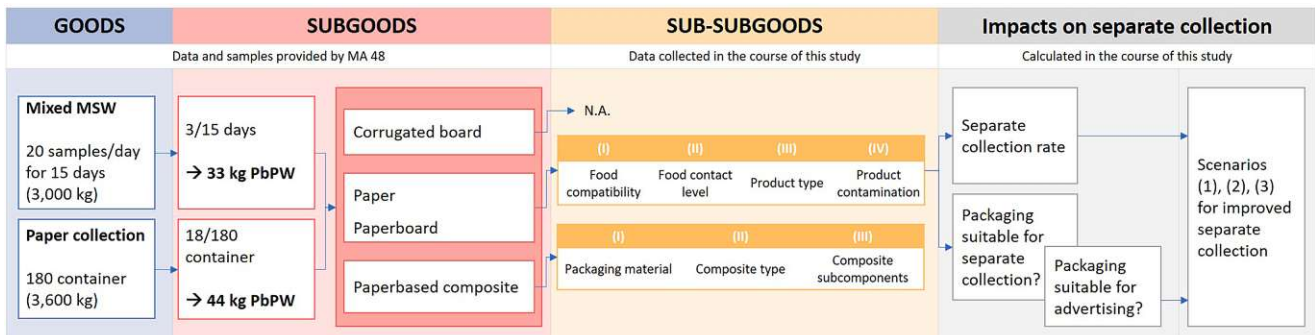 GOODS
SUBGOODS
SUB-SUBGOODS
Impacts on separate collection
Data and samples provided by MA 48
Data collected in the course of this study
Calculated in the course of this study
Mixed MSW
20 samples/day
for 15 days
(3,000 kg)
Paper collection
180 container
(3,600 kg)
3/15 days
→ 33 kg PbPW
18/180
container
→ 44 kg PbPW
Corrugated board
Paper
Paperboard
Paperbased composite
N.A.
(I)
(II)
(III)
(IV)
Food
compatibility
Food contact
level
Product type
Product
contamination
(I)
(II)
(III)
Packaging material
Composite type
Composite
subcomponents
Separate
collection rate
Packaging
suitable for
separate
collection?
Packaging
suitable for
advertising?
Scenarios
(1), (2), (3)
for improved
separate
collection